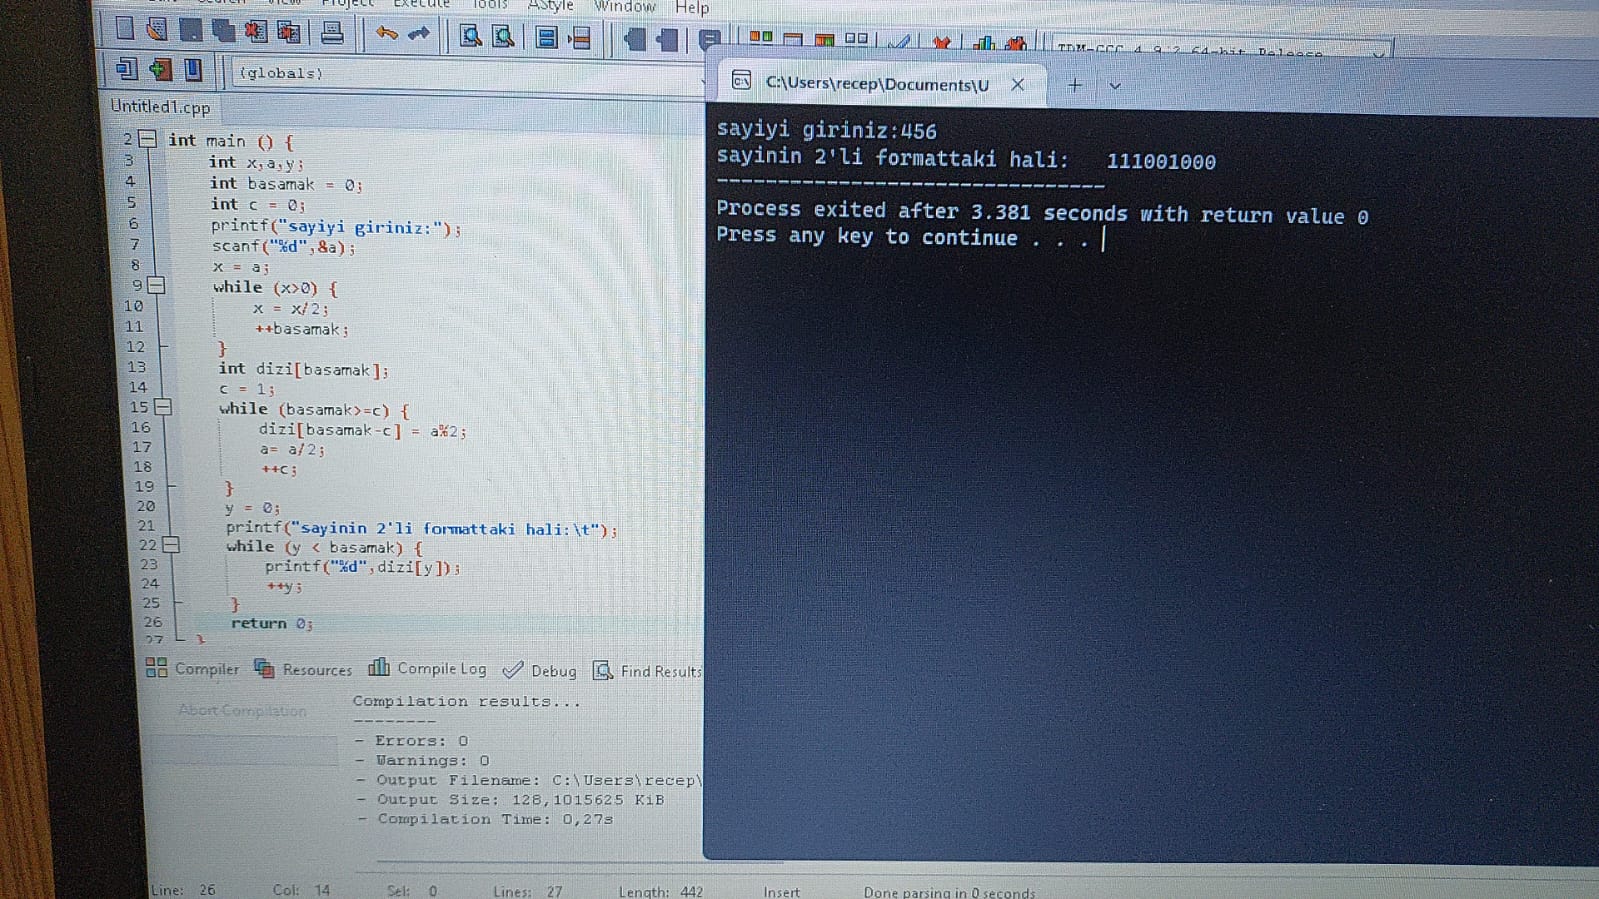 Project Execute Tools AStyle Window Help
TDM-GCC 4.9.2 64-bit Release
(globals)
Untitled1.cpp
2 int main () {
3 int x,a,y;
4 int basamak = 0;
5 int c = 0;
6 printf("sayiyi giriniz:");
7 scanf("%d",&a);
8 x = a;
9 while (x>0) {
10 x = x/2;
11 ++basamak;
12 }
13 int dizi[basamak];
14 c = 1;
15 while (basamak>=c) {
16 dizi[basamak-c] = a%2;
17 a= a/2;
18 ++c;
19 }
20 y = 0;
21 printf("sayinin 2'li formattaki hali:\t");
22 while (y < basamak) {
23 printf("%d",dizi[y]);
24 ++y;
25 }
26 return 0;
27 }
Compiler Resources Compile Log Debug Find Results
Abort Compilation
Compilation results...
--------
- Errors: 0
- Warnings: 0
- Output Filename: C:\Users\recep\
- Output Size: 128,1015625 KiB
- Compilation Time: 0,27s
Line: 26 Col: 14 Sel: 0 Lines: 27 Length: 442 Insert Done parsing in 0 seconds
C:\Users\recep\Documents\U
sayiyi giriniz:456
sayinin 2'li formattaki hali: 111001000
--------------------------------
Process exited after 3.381 seconds with return value 0
Press any key to continue . . .